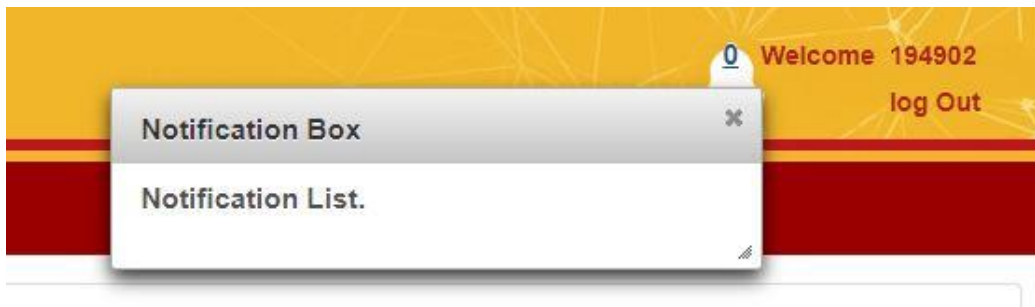 0 Welcome 194902
log Out
Notification Box
Notification List.